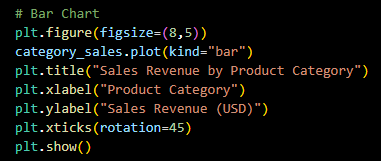 # Bar Chart
plt.figure(figsize=(8,5))
category_sales.plot(kind="bar")
plt.title("Sales Revenue by Product Category")
plt.xlabel("Product Category")
plt.ylabel("Sales Revenue (USD)")
plt.xticks(rotation=45)
plt.show()